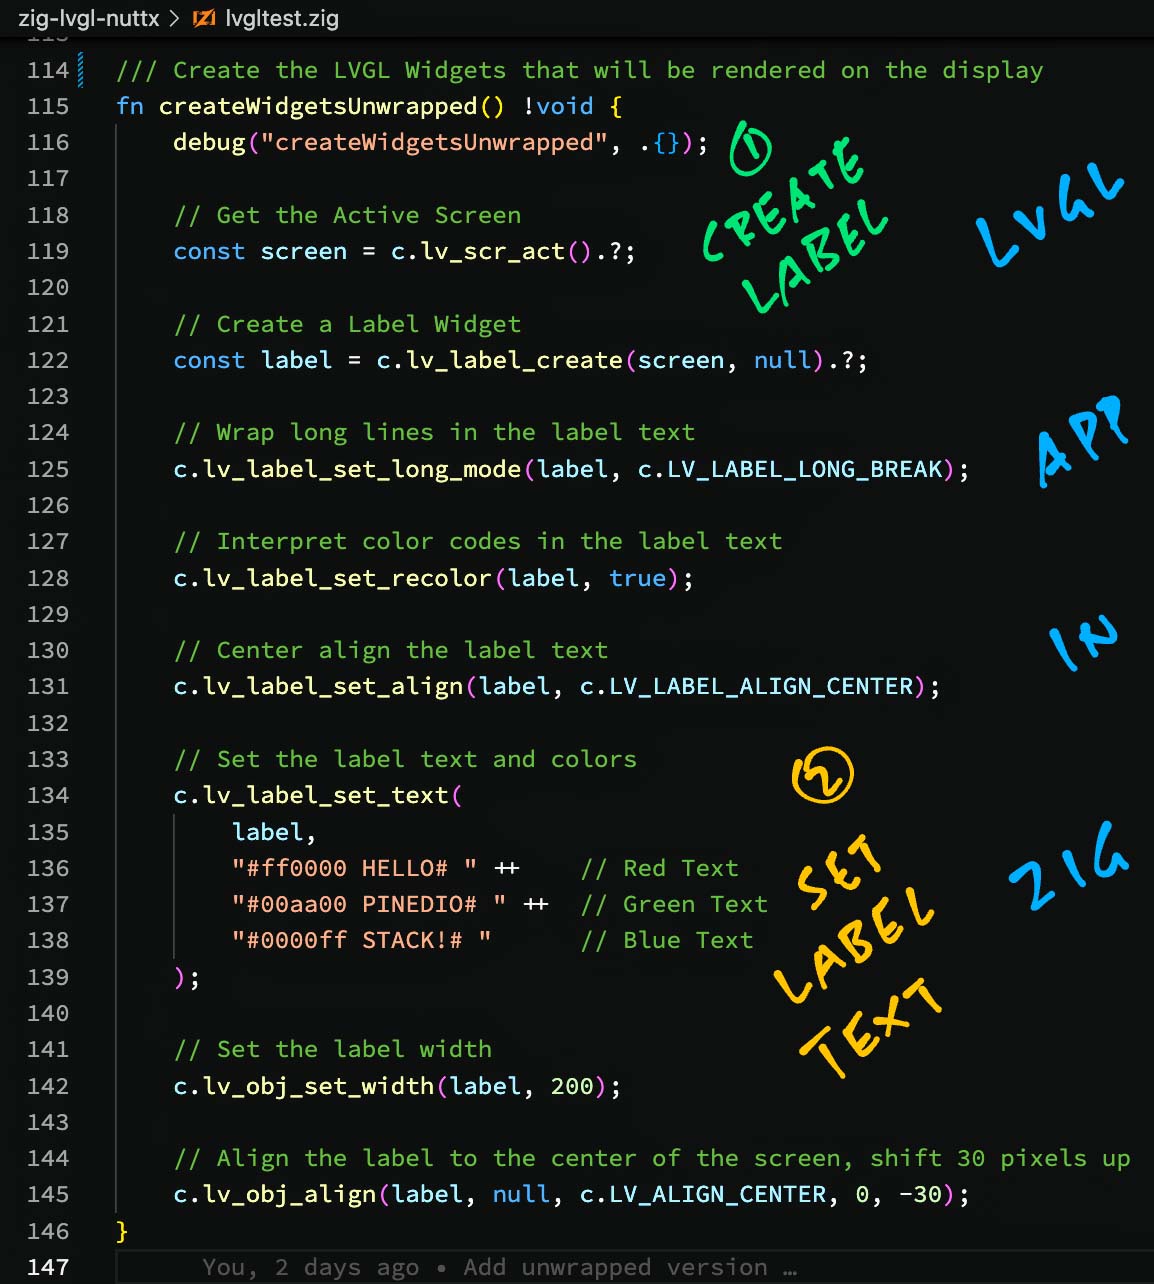 zig-lvgl-nuttx > lvgltest.zig
114 /// Create the LVGL Widgets that will be rendered on the display
115 fn createWidgetsUnwrapped() !void {
116     debug("createWidgetsUnwrapped", .{});
117
118     // Get the Active Screen
119     const screen = c.lv_scr_act().?;
120
121     // Create a Label Widget
122     const label = c.lv_label_create(screen, null).?;
123
124     // Wrap long lines in the label text
125     c.lv_label_set_long_mode(label, c.LV_LABEL_LONG_BREAK);
126
127     // Interpret color codes in the label text
128     c.lv_label_set_recolor(label, true);
129
130     // Center align the label text
131     c.lv_label_set_align(label, c.LV_LABEL_ALIGN_CENTER);
132
133     // Set the label text and colors
134     c.lv_label_set_text(
135         label,
136         "#ff0000 HELLO# " ++    // Red Text
137         "#00aa00 PINEDIO# " ++  // Green Text
138         "#0000ff STACK!# "      // Blue Text
139     );
140
141     // Set the label width
142     c.lv_obj_set_width(label, 200);
143
144     // Align the label to the center of the screen, shift 30 pixels up
145     c.lv_obj_align(label, null, c.LV_ALIGN_CENTER, 0, -30);
146 }
147 You, 2 days ago • Add unwrapped version …
1
CREATE
LABEL
2
SET
LABEL
TEXT
LVGL
APP
IN
ZIG